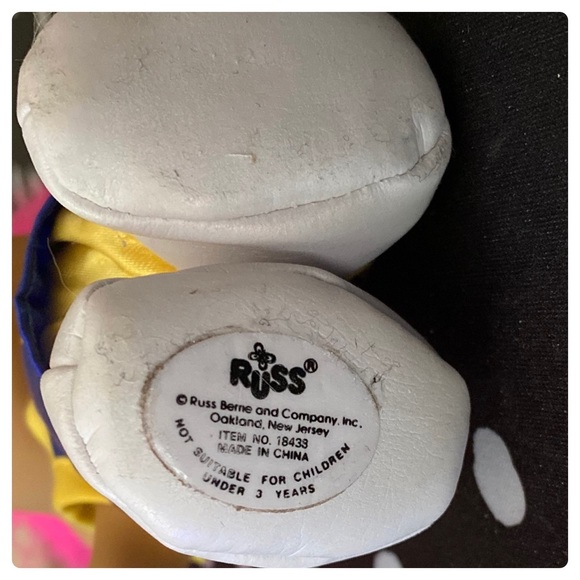 RUSS®
© Russ Berne and Company, Inc.
Oakland, New Jersey
ITEM NO. 18433
MADE IN CHINA
NOT SUITABLE FOR CHILDREN
UNDER 3 YEARS